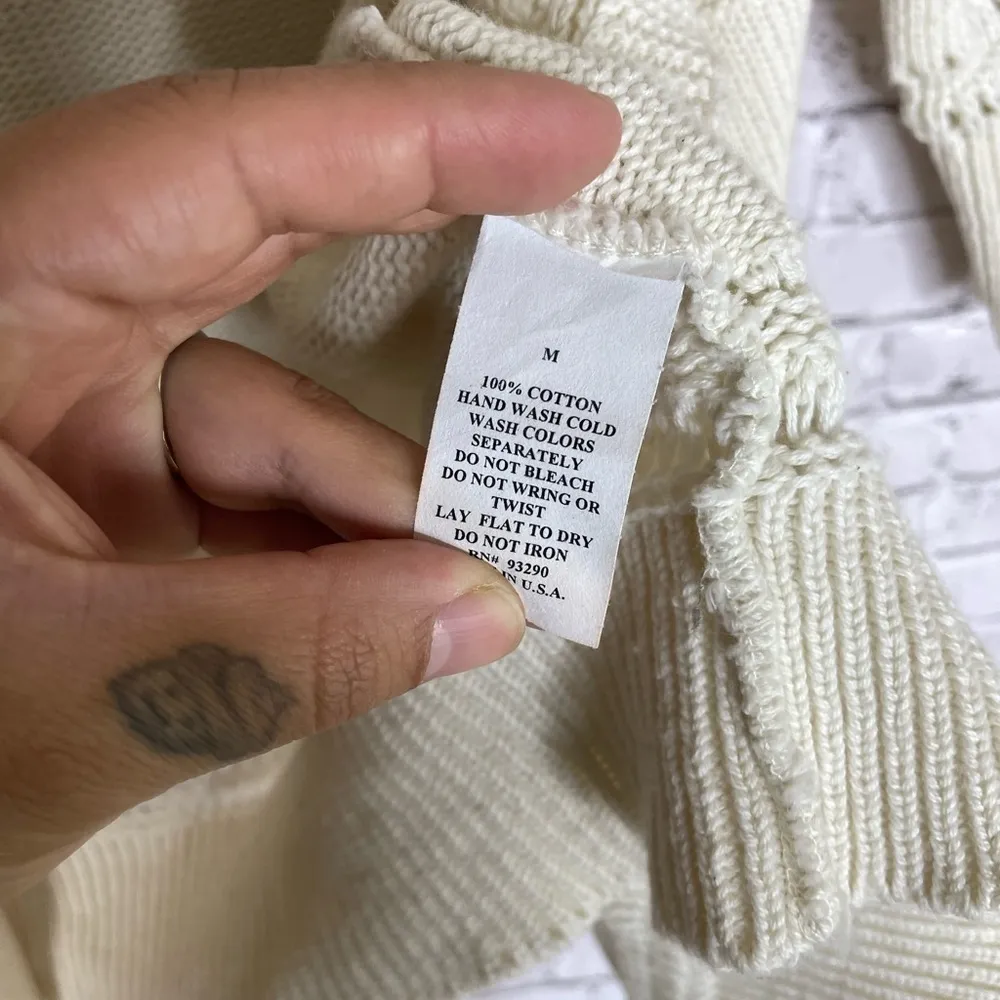 M
100% COTTON
HAND WASH COLD
WASH COLORS
SEPARATELY
DO NOT BLEACH
DO NOT WRING OR
TWIST
LAY FLAT TO DRY
DO NOT IRON
RN# 93290
IN U.S.A.